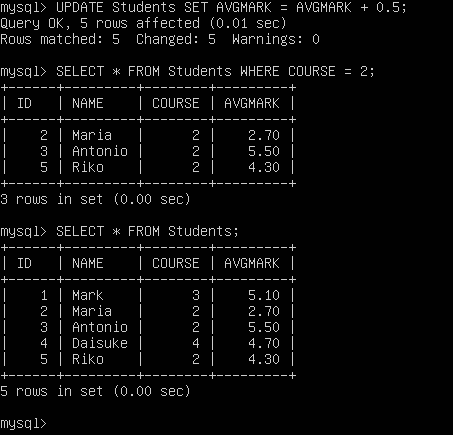 mysql> UPDATE Students SET AVGMARK = AVGMARK + 0.5;
Query OK, 5 rows affected (0.01 sec)
Rows matched: 5  Changed: 5  Warnings: 0

mysql> SELECT * FROM Students WHERE COURSE = 2;
+----+---------+--------+---------+
| ID | NAME    | COURSE | AVGMARK |
+----+---------+--------+---------+
|  2 | Maria   |      2 |    2.70 |
|  3 | Antonio |      2 |    5.50 |
|  5 | Riko    |      2 |    4.30 |
+----+---------+--------+---------+
3 rows in set (0.00 sec)

mysql> SELECT * FROM Students;
+----+---------+--------+---------+
| ID | NAME    | COURSE | AVGMARK |
+----+---------+--------+---------+
|  1 | Mark    |      3 |    5.10 |
|  2 | Maria   |      2 |    2.70 |
|  3 | Antonio |      2 |    5.50 |
|  4 | Daisuke |      4 |    4.70 |
|  5 | Riko    |      2 |    4.30 |
+----+---------+--------+---------+
5 rows in set (0.00 sec)

mysql>